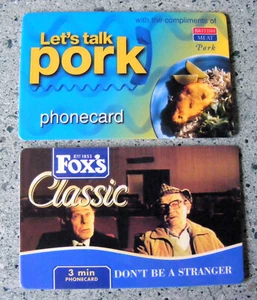 with the compliments of
Let's talk
pork
BRITISH
MEAT
Pork
phonecard
EST 1853
FOX'S
Classic
3 min
PHONECARD
DON'T BE A STRANGER